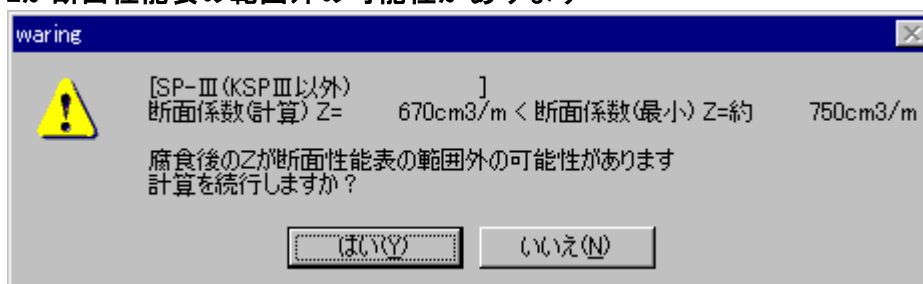 Zが断面性能表の範囲外の可能性があります
waring
[SP-Ⅲ(KSPⅢ以外) ]
断面係数(計算) Z= 670cm3/m < 断面係数(最小) Z=約 750cm3/m
腐食後のZが断面性能表の範囲外の可能性があります
計算を続行しますか？
はい(Y) いいえ(N)